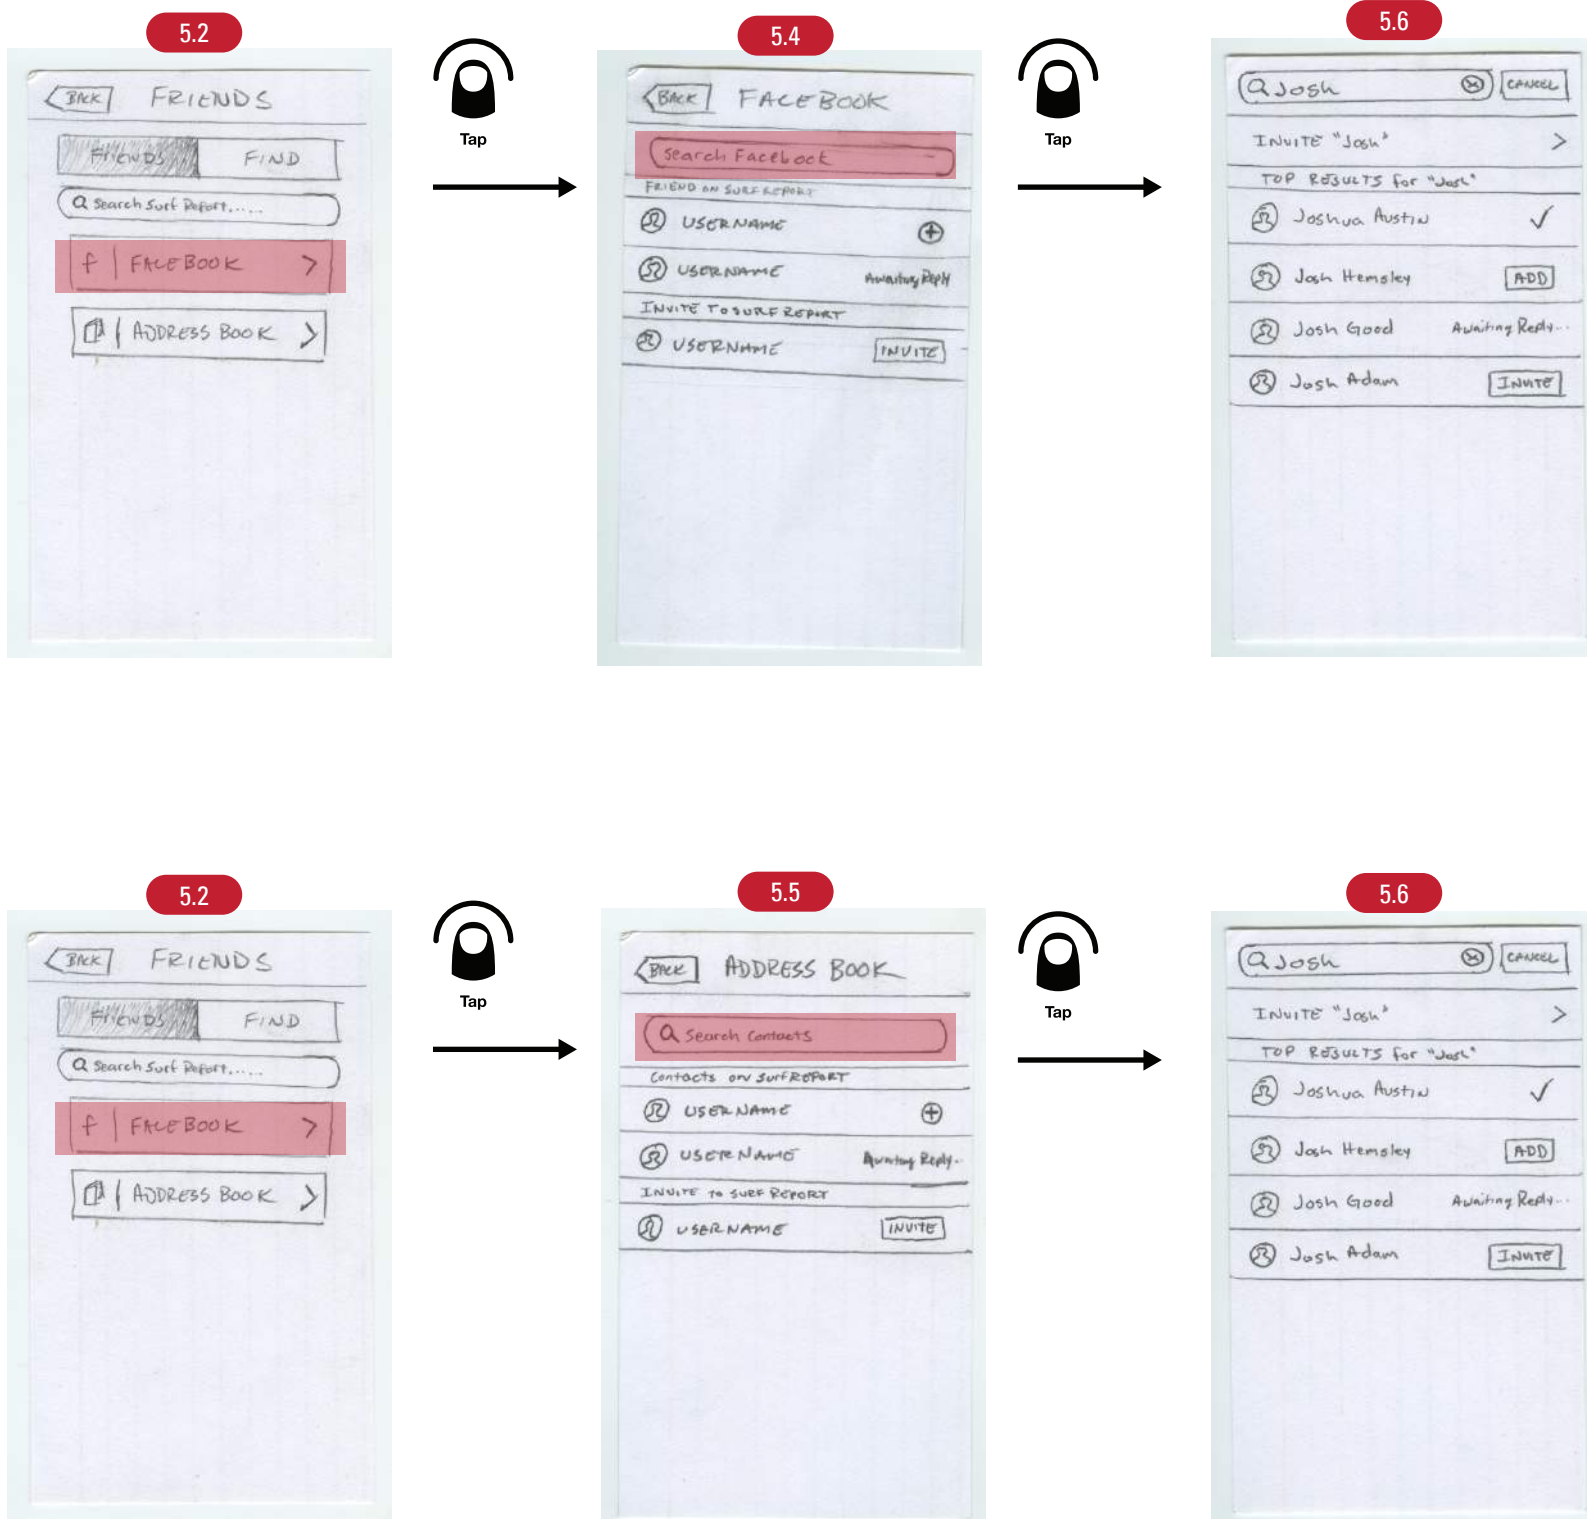 5.2
BACK FRIENDS
FRIENDS FIND
Search Surf Report......
f FACEBOOK >
ADDRESS BOOK >
Tap
5.4
BACK FACEBOOK
Search Facebook
FRIEND ON SURF REPORT
USERNAME
USERNAME Awaiting Reply
INVITE TO SURF REPORT
USERNAME INVITE
Tap
5.6
Josh CANCEL
INVITE "Josh" >
TOP RESULTS for "Josh"
Joshua Austin
Josh Hemsley ADD
Josh Good Awaiting Reply...
Josh Adam INVITE
5.2
BACK FRIENDS
FRIENDS FIND
Search Surf Report......
f FACEBOOK >
ADDRESS BOOK >
Tap
5.5
BACK ADDRESS BOOK
Search Contacts
Contacts on Surf REPORT
USERNAME
USERNAME Awaiting Reply..
INVITE to SURF REPORT
USERNAME INVITE
Tap
5.6
Josh CANCEL
INVITE "Josh" >
TOP RESULTS for "Josh"
Joshua Austin
Josh Hemsley ADD
Josh Good Awaiting Reply...
Josh Adam INVITE